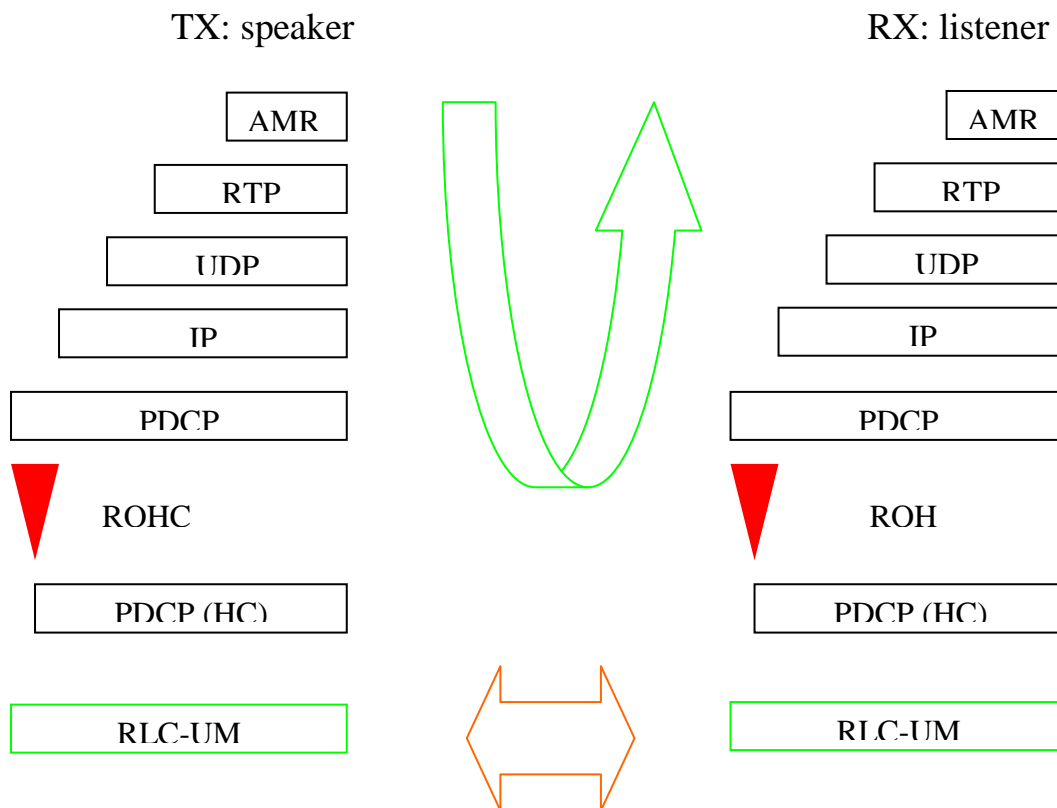 TX: speaker
RX: listener
AMR
AMR
RTP
RTP
UDP
UDP
IP
IP
PDCP
PDCP
ROHC
ROH
PDCP (HC)
PDCP (HC)
RLC-UM
RLC-UM